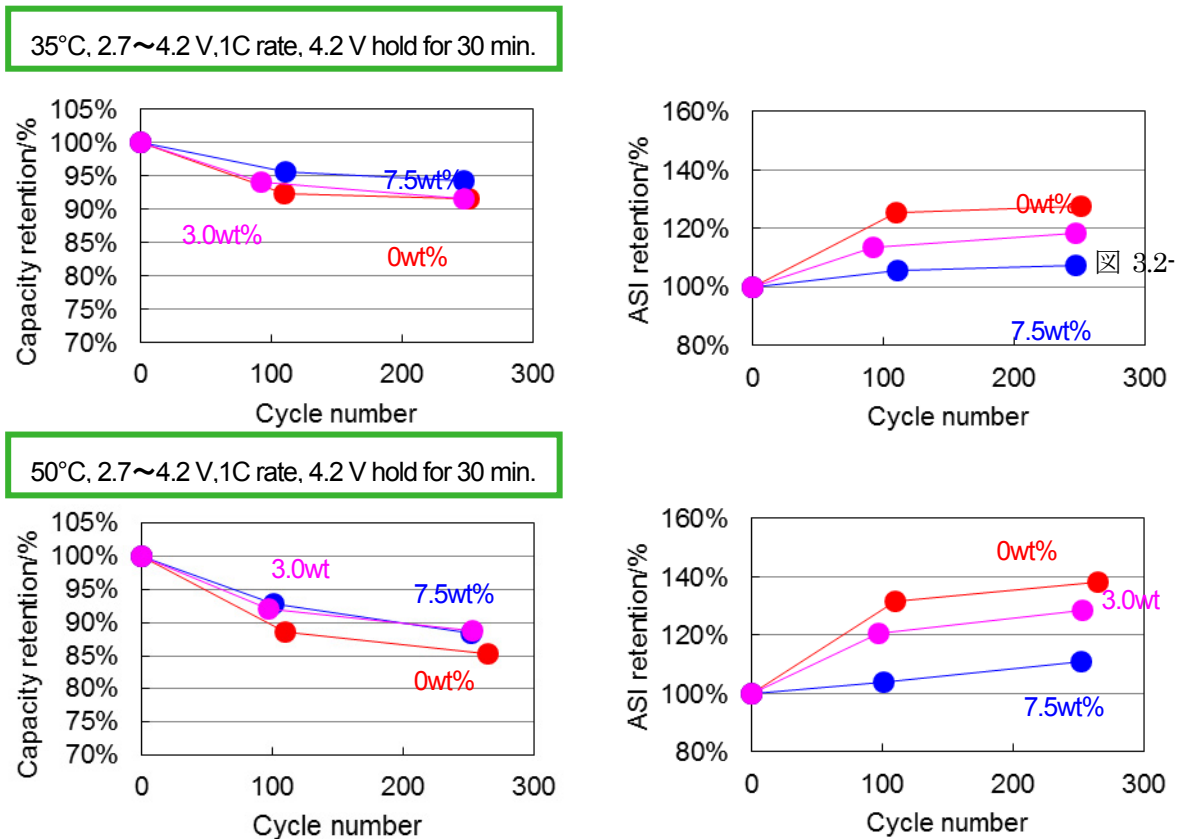 35°C, 2.7～4.2 V,1C rate, 4.2 V hold for 30 min.
Capacity retention/%
105%
100%
95%
90%
85%
80%
75%
70%
7.5wt%
3.0wt%
0wt%
0
100
200
300
Cycle number
ASI retention/%
160%
140%
120%
100%
80%
0wt%
図 3.2-
7.5wt%
0
100
200
300
Cycle number
50°C, 2.7～4.2 V,1C rate, 4.2 V hold for 30 min.
Capacity retention/%
105%
100%
95%
90%
85%
80%
75%
70%
3.0wt
7.5wt%
0wt%
0
100
200
300
Cycle number
ASI retention/%
160%
140%
120%
100%
80%
0wt%
3.0wt
7.5wt%
0
100
200
300
Cycle number